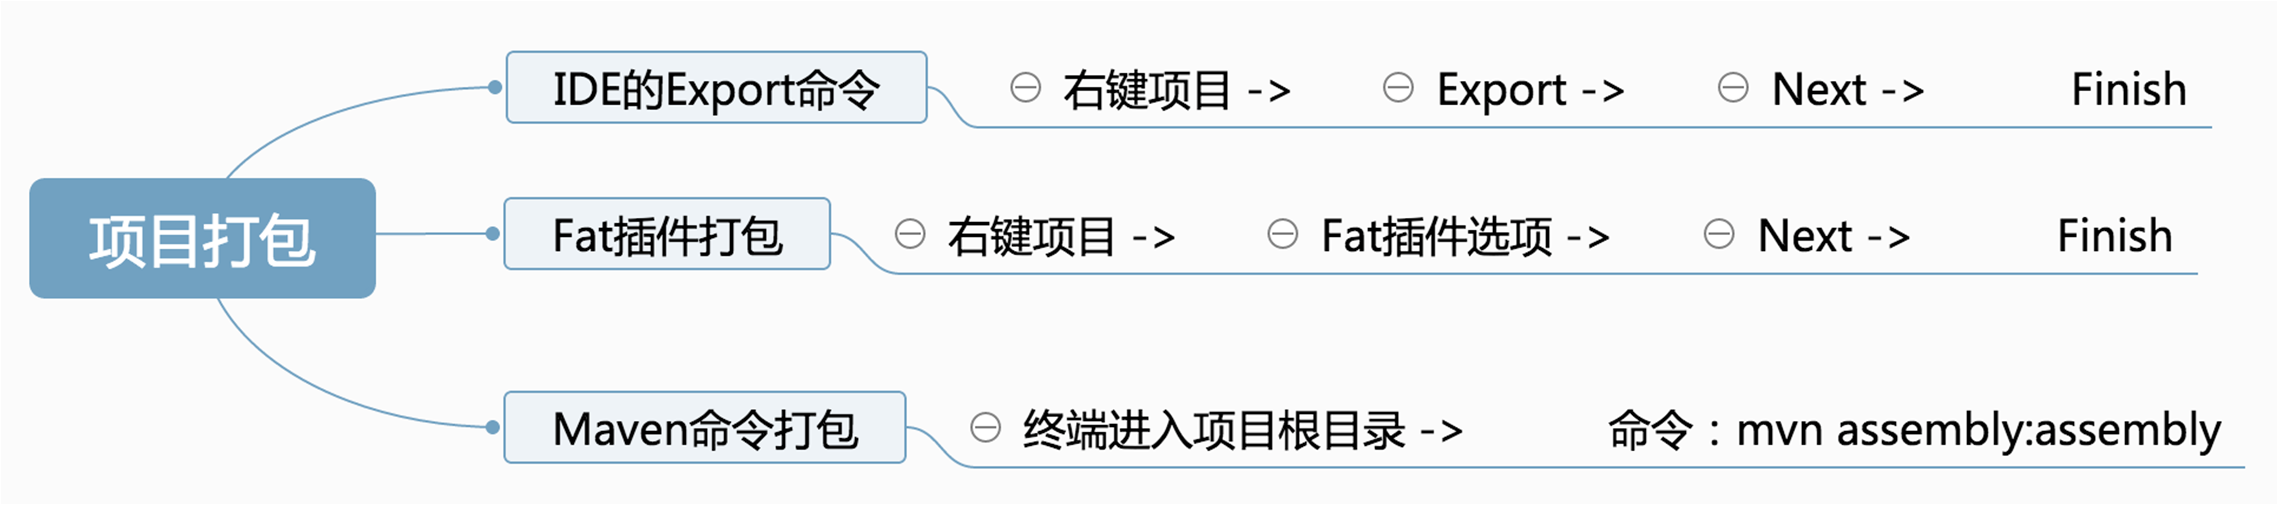 项目打包
IDE的Export命令 右键项目 -> Export -> Next -> Finish
Fat插件打包 右键项目 -> Fat插件选项 -> Next -> Finish
Maven命令打包 终端进入项目根目录 -> 命令：mvn assembly:assembly